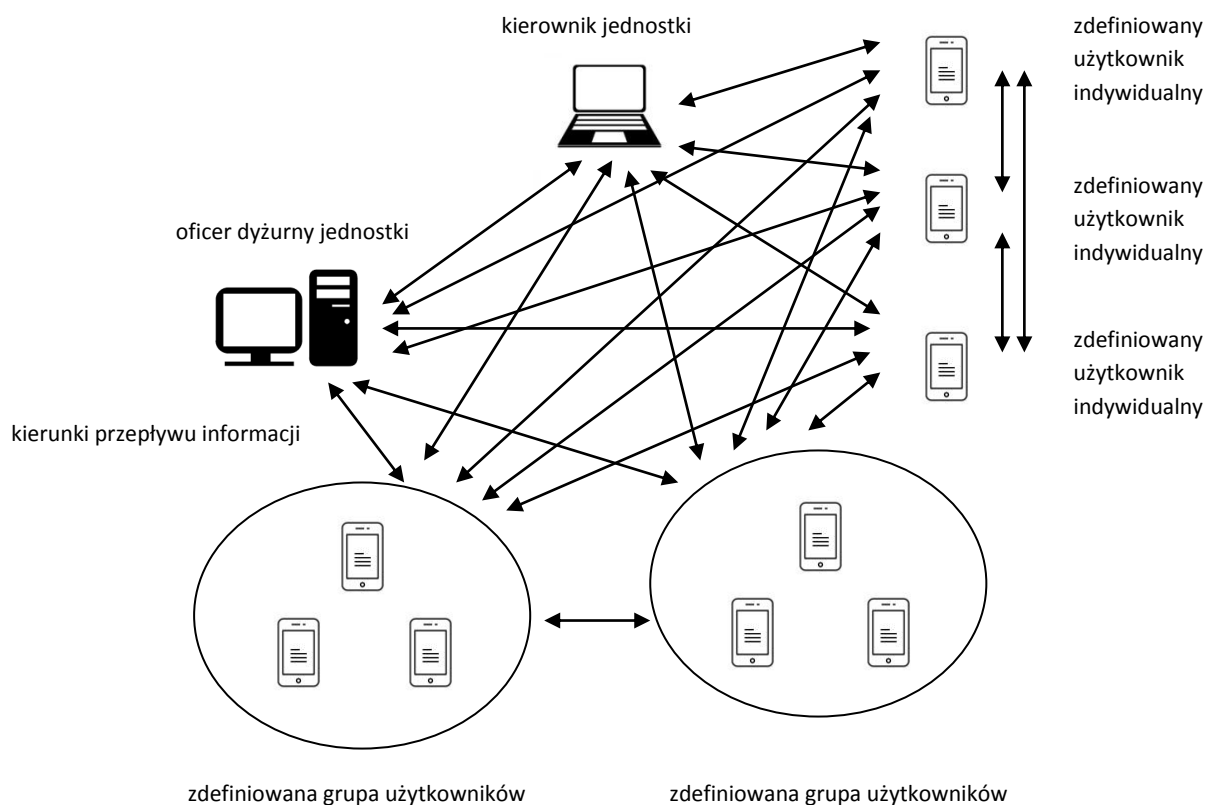 kierownik jednostki
zdefiniowany
użytkownik
indywidualny
zdefiniowany
użytkownik
indywidualny
oficer dyżurny jednostki
zdefiniowany
użytkownik
indywidualny
kierunki przepływu informacji
zdefiniowana grupa użytkowników
zdefiniowana grupa użytkowników